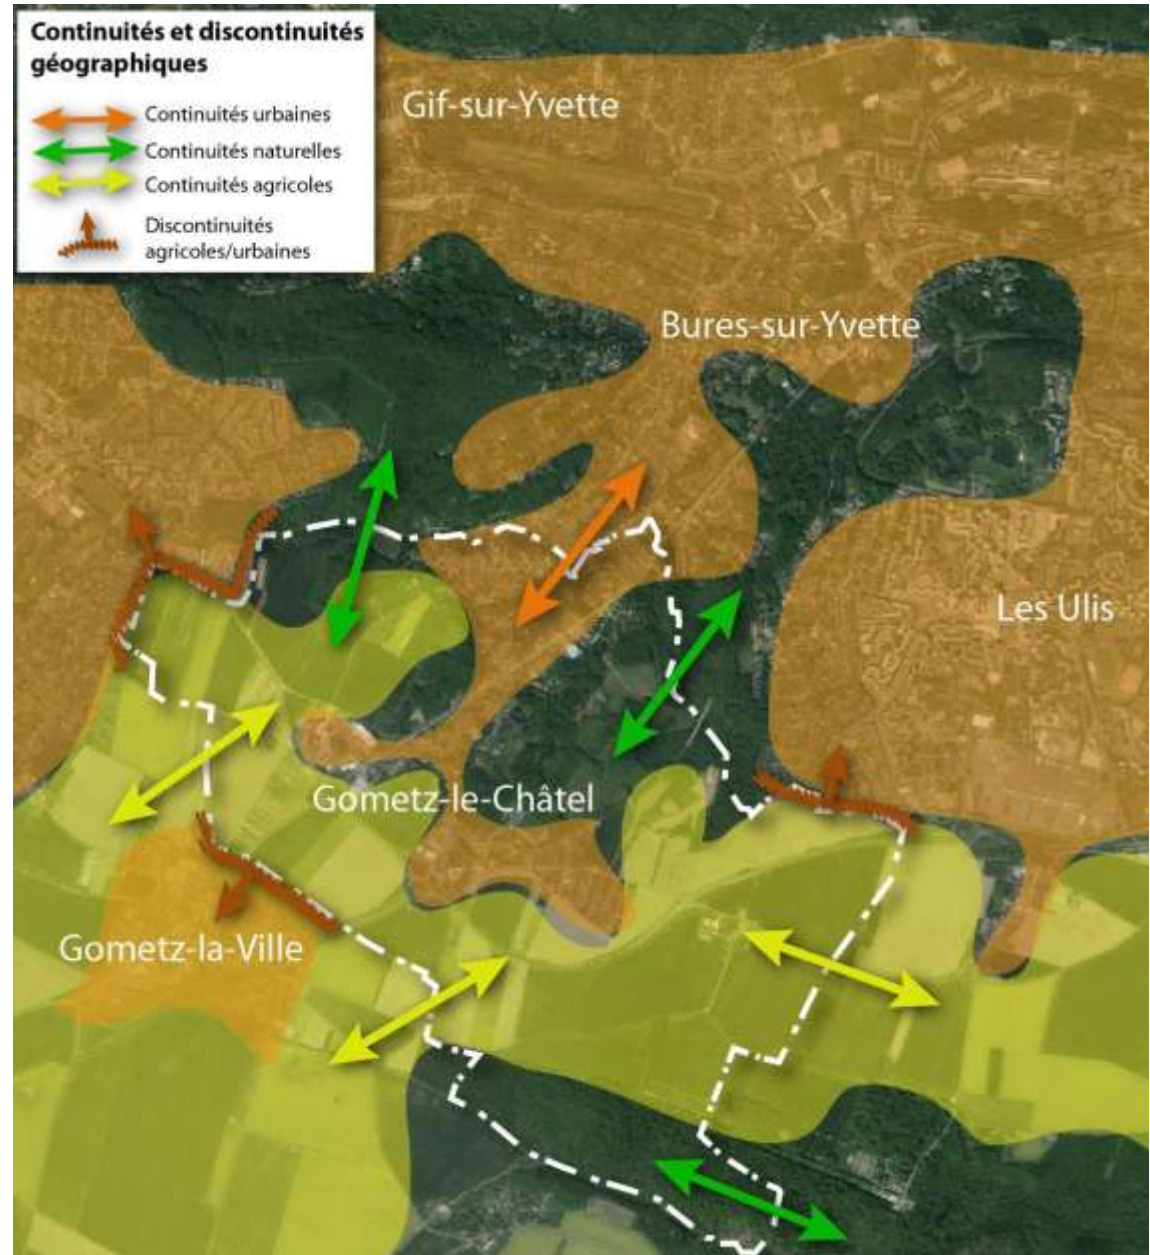 Continuités et discontinuités
géographiques
Continuités urbaines
Continuités naturelles
Continuités agricoles
Discontinuités
agricoles/urbaines
Gif-sur-Yvette
Bures-sur-Yvette
Les Ulis
Gometz-le-Châtel
Gometz-la-Ville